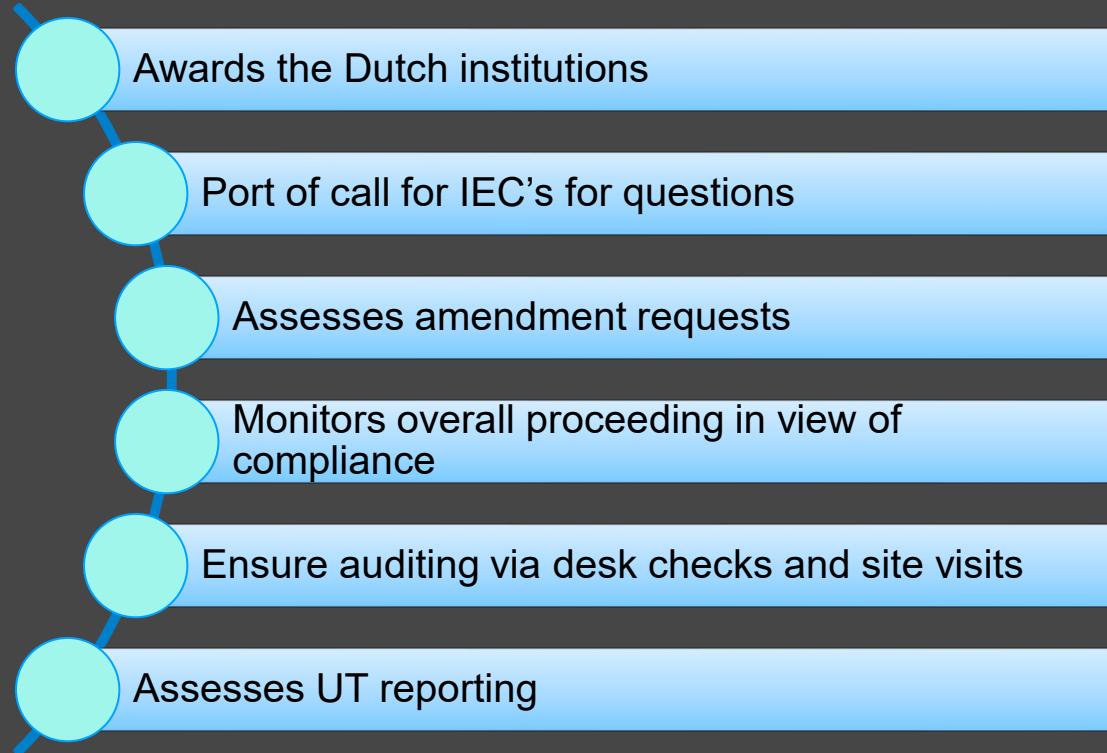 Awards the Dutch institutions
Port of call for IEC’s for questions
Assesses amendment requests
Monitors overall proceeding in view of
compliance
Ensure auditing via desk checks and site visits
Assesses UT reporting